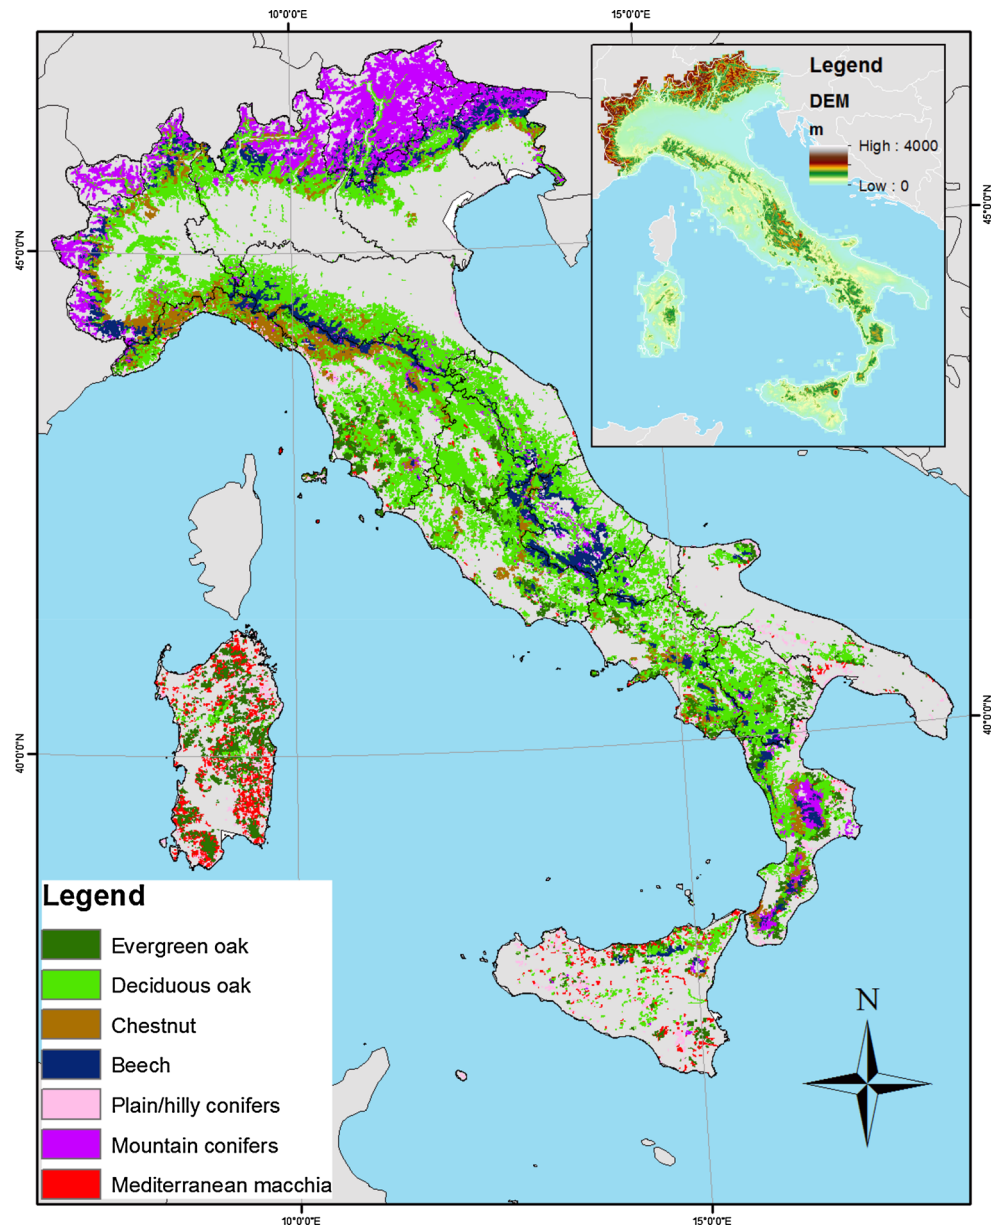 10°0'0"E
15°0'0"E
Legend
DEM
m
High : 4000
Low : 0
45°0'0"N
45°0'0"N
40°0'0"N
40°0'0"N
Legend
Evergreen oak
Deciduous oak
Chestnut
Beech
Plain/hilly conifers
Mountain conifers
Mediterranean macchia
N
10°0'0"E
15°0'0"E